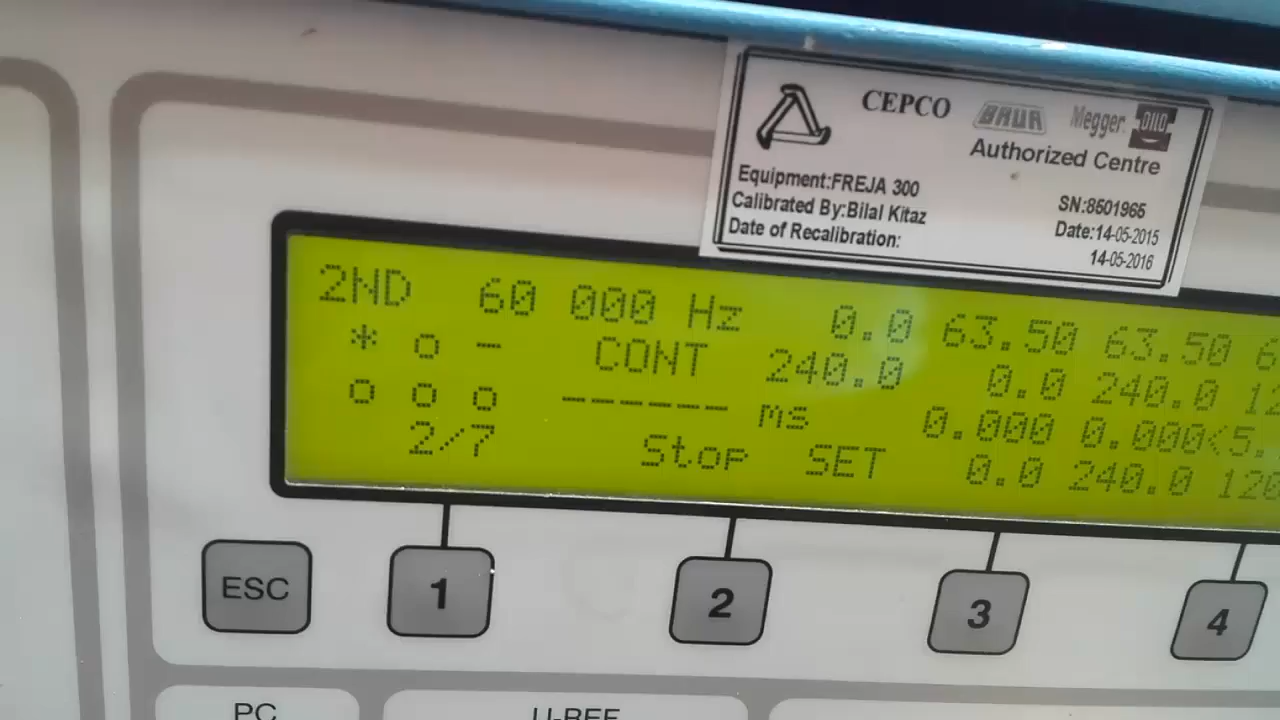 CEPCO BAUR Megger
Authorized Centre
Equipment:FREJA 300
SN:8501965
Calibrated By:Bilal Kitaz
Date:14-05-2015
Date of Recalibration:
14-05-2016
2ND 60 000 Hz 0.0 63.50 63.50 6
* o - CONT 240.0 0.0 240.0 12
o o o ------ ms 0.000 0.000<5.
2/7 Stop SET 0.0 240.0 120
ESC 1 2 3 4
PC U-REF